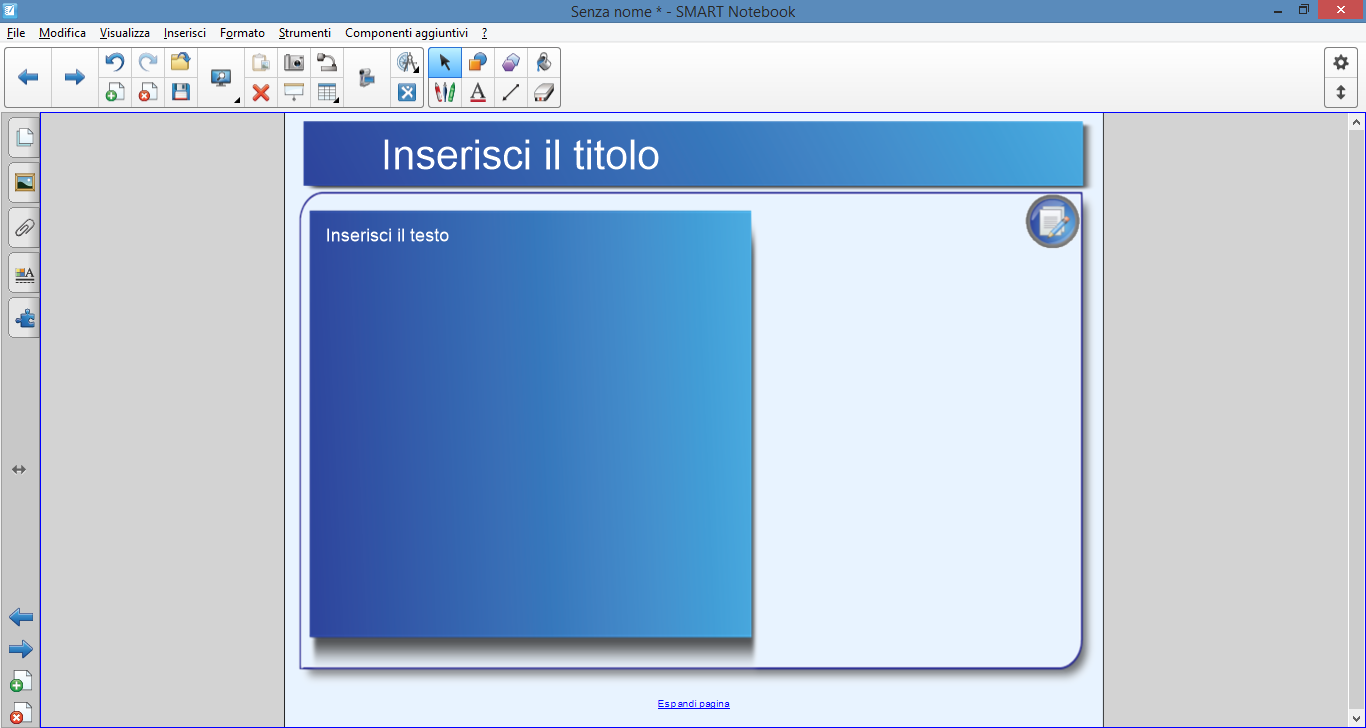 Senza nome * - SMART Notebook
File Modifica Visualizza Inserisci Formato Strumenti Componenti aggiuntivi ?
Inserisci il titolo
Inserisci il testo
Espandi pagina